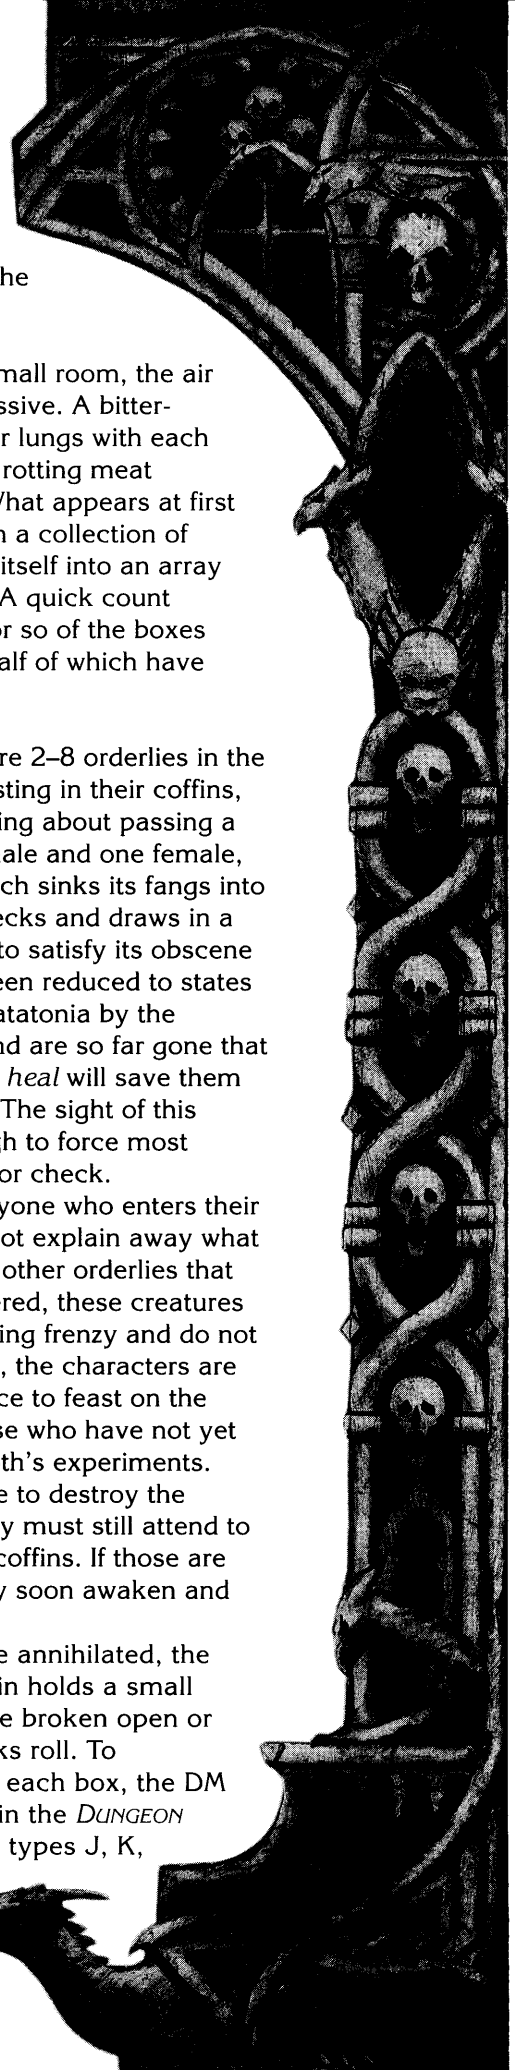 he
mall room, the air
ssive. A bitter-
r lungs with each
rotting meat
What appears at first
n a collection of
itself into an array
A quick count
or so of the boxes
alf of which have
re 2–8 orderlies in the
sting in their coffins,
ing about passing a
ale and one female,
ch sinks its fangs into
ecks and draws in a
to satisfy its obscene
een reduced to states
atatonia by the
nd are so far gone that
heal will save them
The sight of this
gh to force most
or check.
yone who enters their
ot explain away what
other orderlies that
red, these creatures
ing frenzy and do not
, the characters are
ce to feast on the
se who have not yet
th's experiments.
e to destroy the
y must still attend to
coffins. If those are
y soon awaken and
e annihilated, the
in holds a small
e broken open or
ks roll. To
each box, the DM
in the DUNGEON
types J, K,